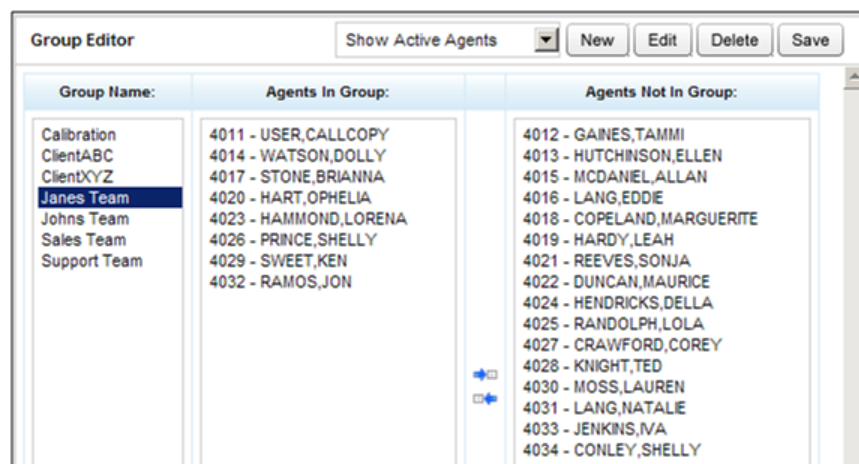 Group Editor
Show Active Agents
New
Edit
Delete
Save
Group Name:
Agents In Group:
Agents Not In Group:
Calibration
ClientABC
ClientXYZ
Janes Team
Johns Team
Sales Team
Support Team
4011 - USER,CALLCOPY
4014 - WATSON,DOLLY
4017 - STONE,BRIANNA
4020 - HART,OPHELIA
4023 - HAMMOND,LORENA
4026 - PRINCE,SHELLY
4029 - SWEET,KEN
4032 - RAMOS,JON
4012 - GAINES,TAMMI
4013 - HUTCHINSON,ELLEN
4015 - MCDANIEL,ALLAN
4016 - LANG,EDDIE
4018 - COPELAND,MARGUERITE
4019 - HARDY,LEAH
4021 - REEVES,SONJA
4022 - DUNCAN,MAURICE
4024 - HENDRICKS,DELLA
4025 - RANDOLPH,LOLA
4027 - CRAWFORD,COREY
4028 - KNIGHT,TED
4030 - MOSS,LAUREN
4031 - LANG,NATALIE
4033 - JENKINS,IVA
4034 - CONLEY,SHELLY